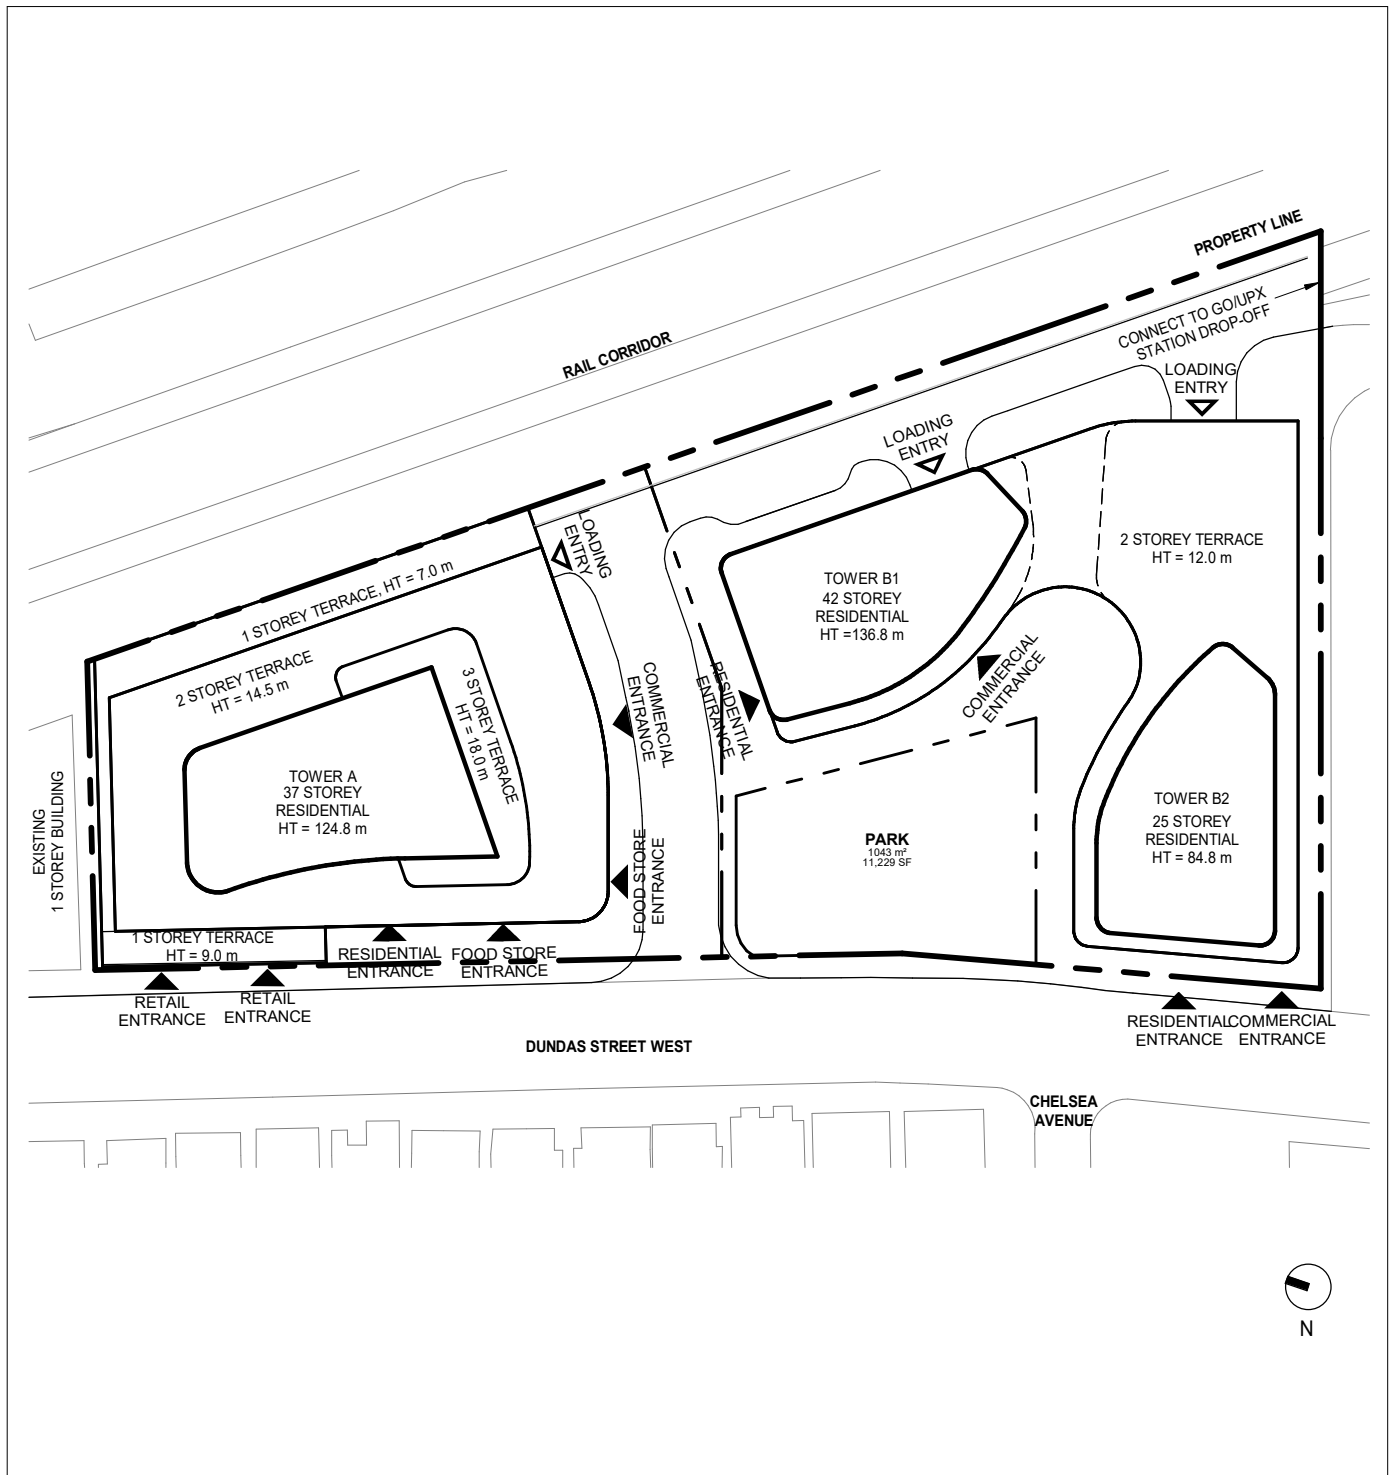 PROPERTY LINE
CONNECT TO GO/UPX
STATION DROP-OFF
RAIL CORRIDOR
LOADING
ENTRY
LOADING
ENTRY
LOADING
ENTRY
1 STOREY TERRACE, HT = 7.0 m
2 STOREY TERRACE
HT = 14.5 m
3 STOREY TERRACE
HT = 18.0 m
TOWER A
37 STOREY
RESIDENTIAL
HT = 124.8 m
COMMERCIAL
ENTRANCE
FOOD STORE
ENTRANCE
RESIDENTIAL
ENTRANCE
TOWER B1
42 STOREY
RESIDENTIAL
HT =136.8 m
COMMERCIAL
ENTRANCE
2 STOREY TERRACE
HT = 12.0 m
TOWER B2
25 STOREY
RESIDENTIAL
HT = 84.8 m
PARK
1043 m²
11,229 SF
EXISTING
1 STOREY BUILDING
1 STOREY TERRACE
HT = 9.0 m
RESIDENTIAL
ENTRANCE
FOOD STORE
ENTRANCE
RETAIL
ENTRANCE
RETAIL
ENTRANCE
RESIDENTIAL
ENTRANCE
COMMERCIAL
ENTRANCE
DUNDAS STREET WEST
CHELSEA
AVENUE
N